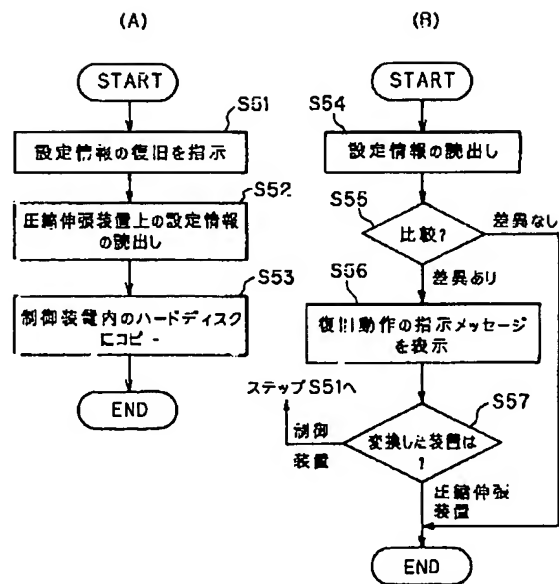 (A)
START
S51
設定情報の復旧を指示
S52
圧縮伸張装置上の設定情報
の読出し
S53
制御装置内のハードディスク
にコピー
END
(B)
START
S54
設定情報の読出し
S55
比較?
差異なし
差異あり
S56
復旧動作の指示メッセージ
を表示
ステップS51へ
S57
変換した装置は
?
制御
装置
圧縮伸張
装置
END